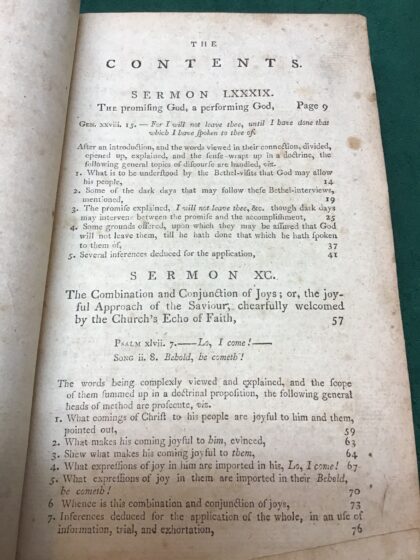 THE
CONTENTS.
SERMON LXXXIX.
The promiſing God, a performing God, Page 9
Gen. xxviii. 15. — For I will not leave thee, until I have done that
which I have ſpoken to thee of.
After an introduction, and the words viewed in their connection, divided,
opened up, explained, and the ſenſe wrapt up in a doctrine, the
following general topics of diſcourſe are handled, viz.
1. What is to be underſtood by the Bethel-viſits that God may allow
his people, 14
2. Some of the dark days that may follow theſe Bethel-interviews,
mentioned, 19
3. The promiſe explained, I will not leave thee, &c. though dark days
may intervene between the promiſe and the accompliſhment, 25
4. Some grounds offered, upon which they may be aſſured that God
will not leave them, till he hath done that which he hath ſpoken
to them of, 37
5. Several inferences deduced for the application, 41
SERMON XC.
The Combination and Conjunction of Joys; or, the joy-
ful Approach of the Saviour, chearfully welcomed
by the Church's Echo of Faith, 57
Psalm xlvii. 7.—Lo, I come!—
Song ii. 8. Behold, he cometh!
The words being complexly viewed and explained, and the ſcope
of them ſummed up in a doctrinal propoſition, the following general
heads of method are proſecute, viz.
1. What comings of Chriſt to his people are joyful to him and them,
pointed out, 59
2. What makes his coming joyful to him, evinced, 63
3. Shew what makes his coming joyful to them, 64
4. What expreſſions of joy in him are imported in his, Lo, I come! 67
5. What expreſſions of joy in them are imported in their Behold,
he cometh! 70
6 Whence is this combination and conjunction of joys, 73
7. Inferences deduced for the application of the whole, in an uſe of
information, trial, and exhortation, 76